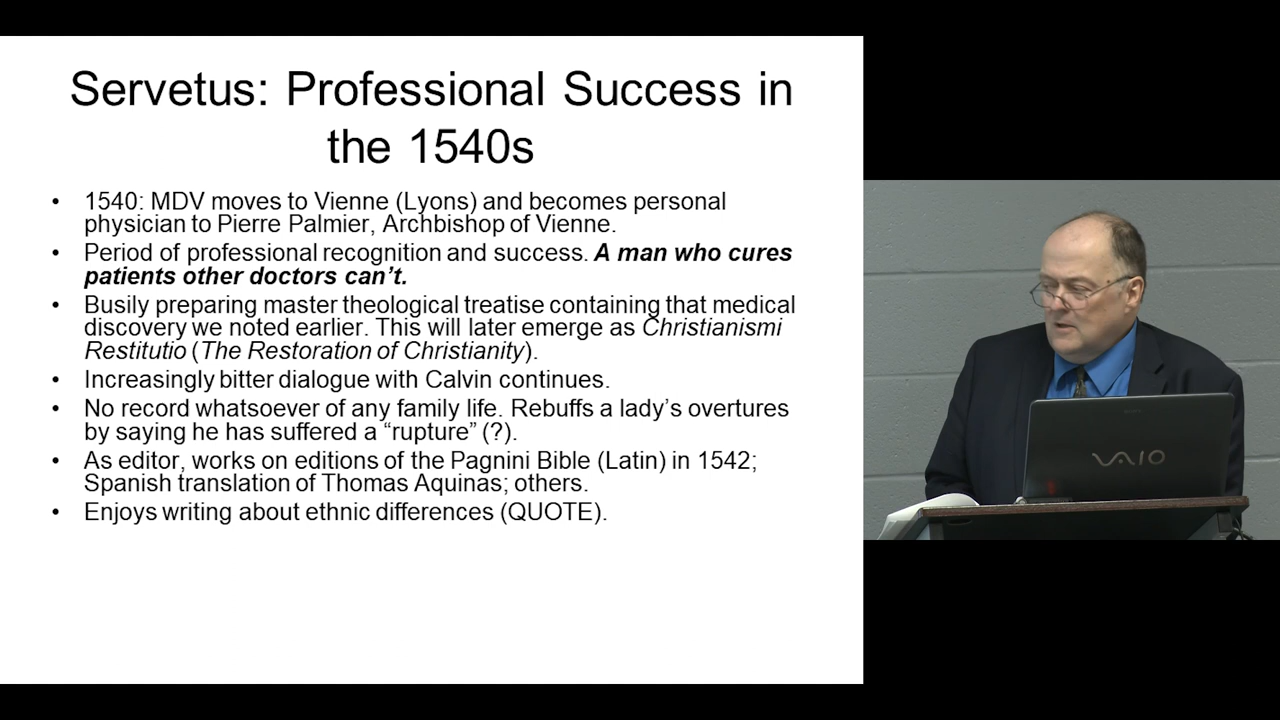 Servetus: Professional Success in
the 1540s
• 1540: MDV moves to Vienne (Lyons) and becomes personal
physician to Pierre Palmier, Archbishop of Vienne.
• Period of professional recognition and success. A man who cures
patients other doctors can’t.
• Busily preparing master theological treatise containing that medical
discovery we noted earlier. This will later emerge as Christianismi
Restitutio (The Restoration of Christianity).
• Increasingly bitter dialogue with Calvin continues.
• No record whatsoever of any family life. Rebuffs a lady’s overtures
by saying he has suffered a “rupture” (?).
• As editor, works on editions of the Pagnini Bible (Latin) in 1542;
Spanish translation of Thomas Aquinas; others.
• Enjoys writing about ethnic differences (QUOTE).
VAIO